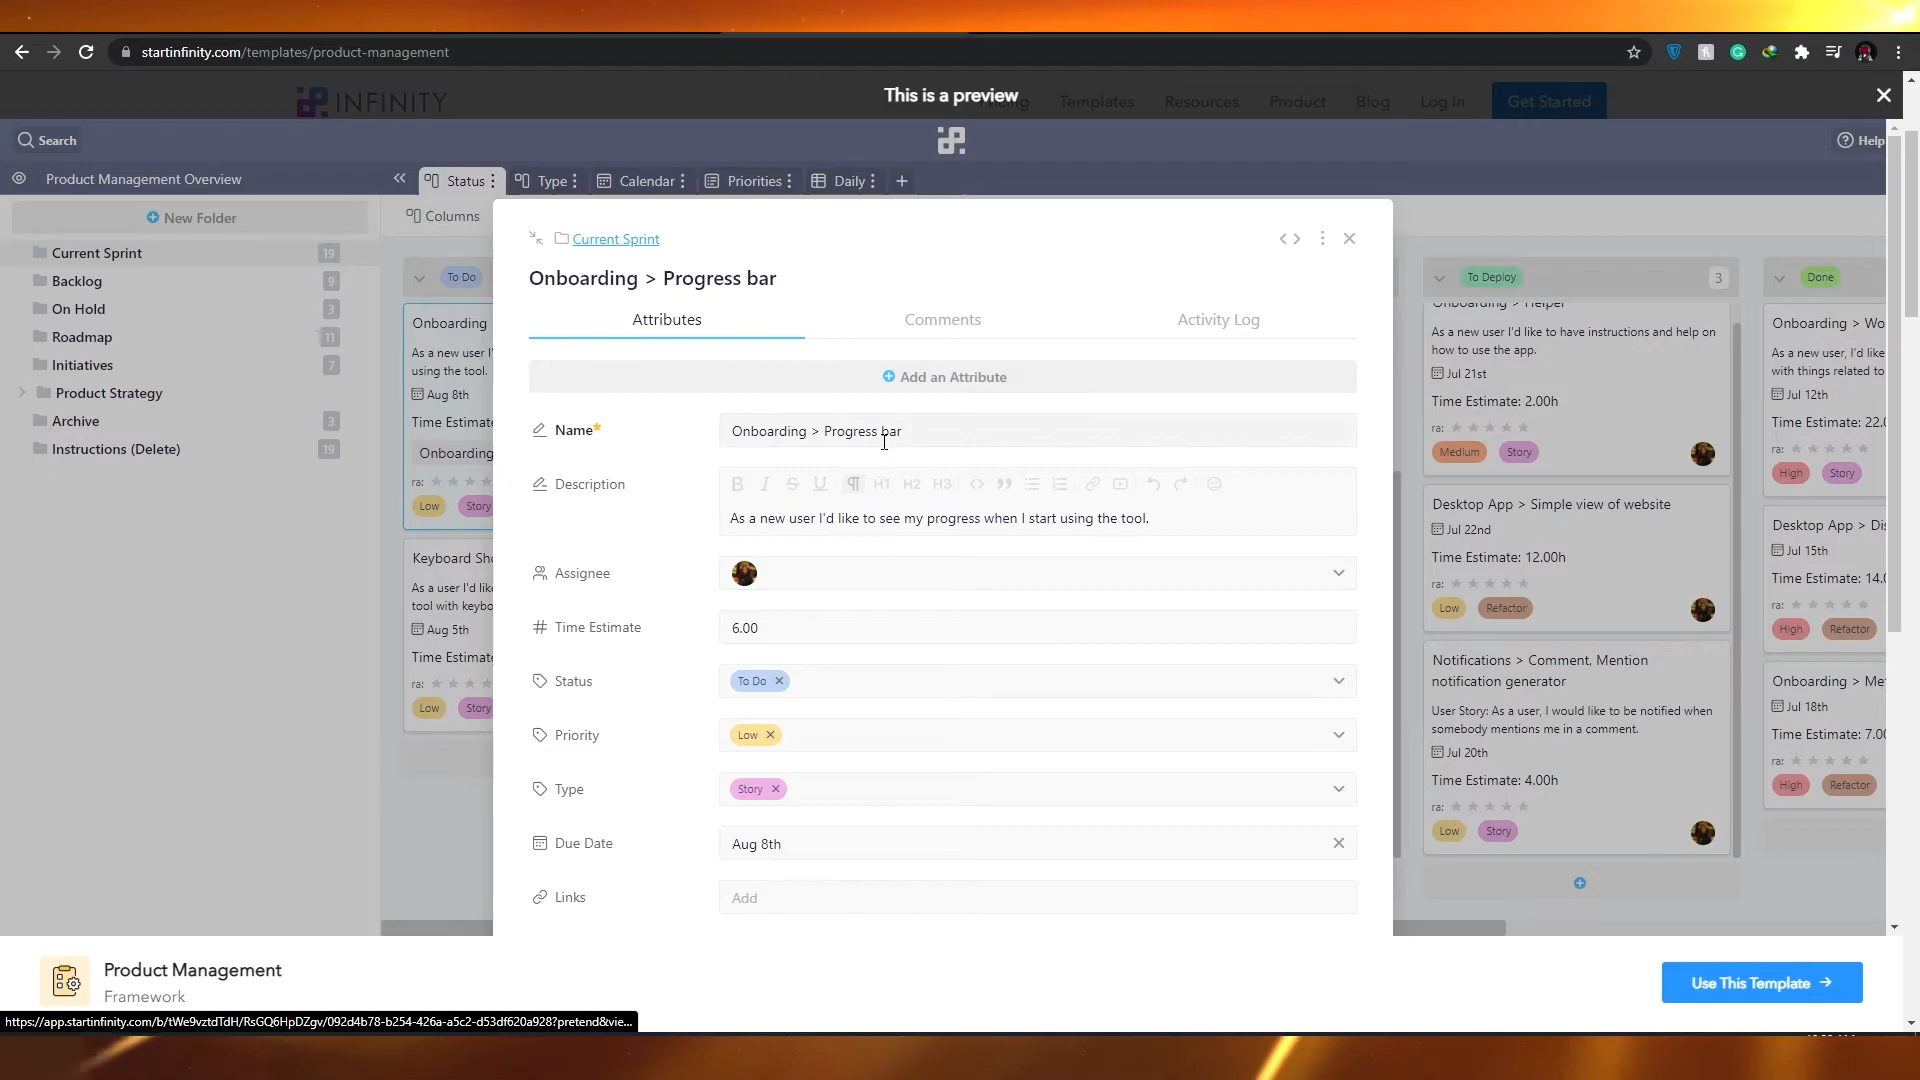 startinfinity.com/templates/product-management
This is a preview
INFINITY
Templates
Resources
Product
Blog
Log in
Get Started
Search
Help
Product Management Overview
Status
Type
Calendar
Priorities
Daily
New Folder
Columns
Current Sprint 19
Backlog 9
On Hold 3
Roadmap 11
Initiatives 7
Product Strategy
Archive 3
Instructions (Delete) 19
To Do
Onboarding
As a new user I'
using the tool.
Aug 8th
Time Estimate
Onboarding
ra:
Low Story
Keyboard Sho
As a user I'd like
tool with keybo
Aug 5th
Time Estimate
ra:
Low Story
Current Sprint
Onboarding > Progress bar
Attributes
Comments
Activity Log
Add an Attribute
Name
Onboarding > Progress bar
Description
H1 H2 H3
As a new user I'd like to see my progress when I start using the tool.
Assignee
Time Estimate
6.00
Status
To Do
Priority
Low
Type
Story
Due Date
Aug 8th
Links
Add
To Deploy 3
Onboarding > Helper
As a new user I'd like to have instructions and help on
how to use the app.
Jul 21st
Time Estimate: 2.00h
ra:
Medium Story
Desktop App > Simple view of website
Jul 22nd
Time Estimate: 12.00h
ra:
Low Refactor
Notifications > Comment, Mention
notification generator
User Story: As a user, I would like to be notified when
somebody mentions me in a comment.
Jul 20th
Time Estimate: 4.00h
ra:
Low Story
Done
Onboarding > Wo
As a new user, I'd like
with things related to
Jul 12th
Time Estimate: 22.0
ra:
High Story
Desktop App > Dis
Jul 15th
Time Estimate: 14.0
ra:
High Refactor
Onboarding > Me
Jul 18th
Time Estimate: 7.00
ra:
High Refactor
Product Management
Framework
Use This Template
https://app.startinfinity.com/b/tWe9vztdTdH/RsGQ6HpDZgv/092d4b78-b254-426a-a5c2-d53df620a928?pretend&vie...